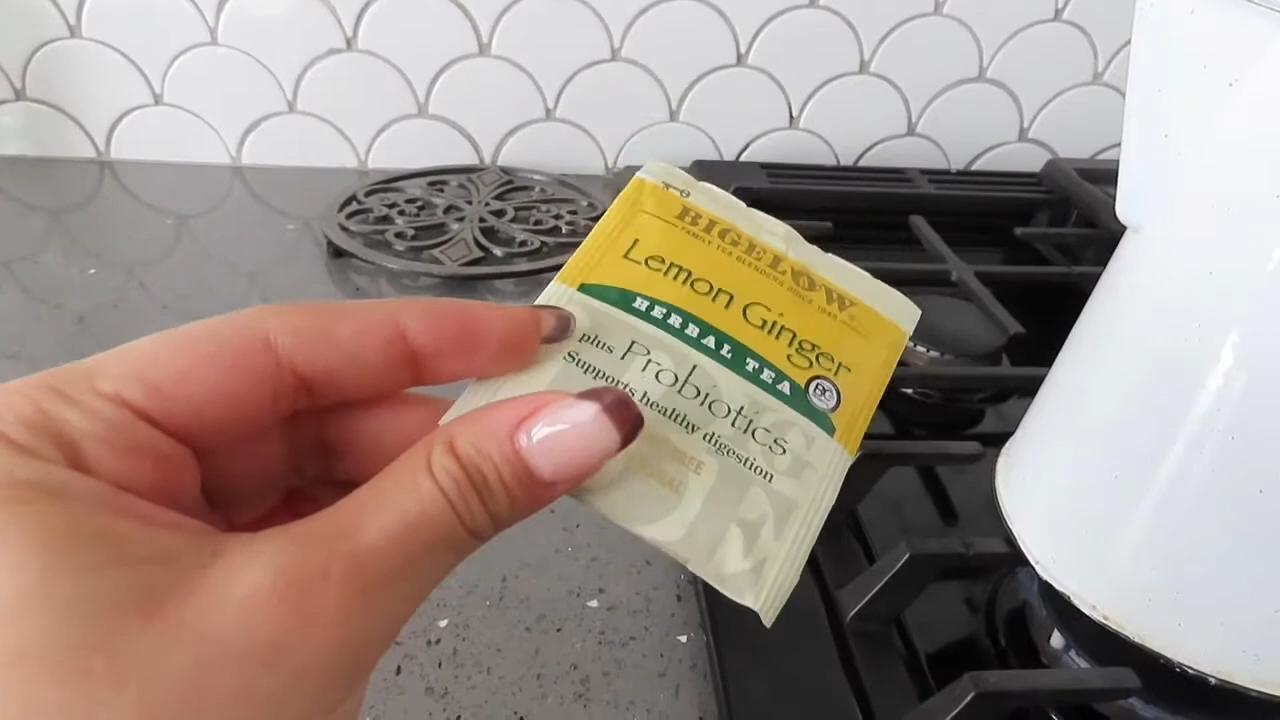 BIGELOW
FAMILY TEA BLENDERS SINCE 1945
Lemon Ginger
HERBAL TEA
plus Probiotics
Supports healthy digestion